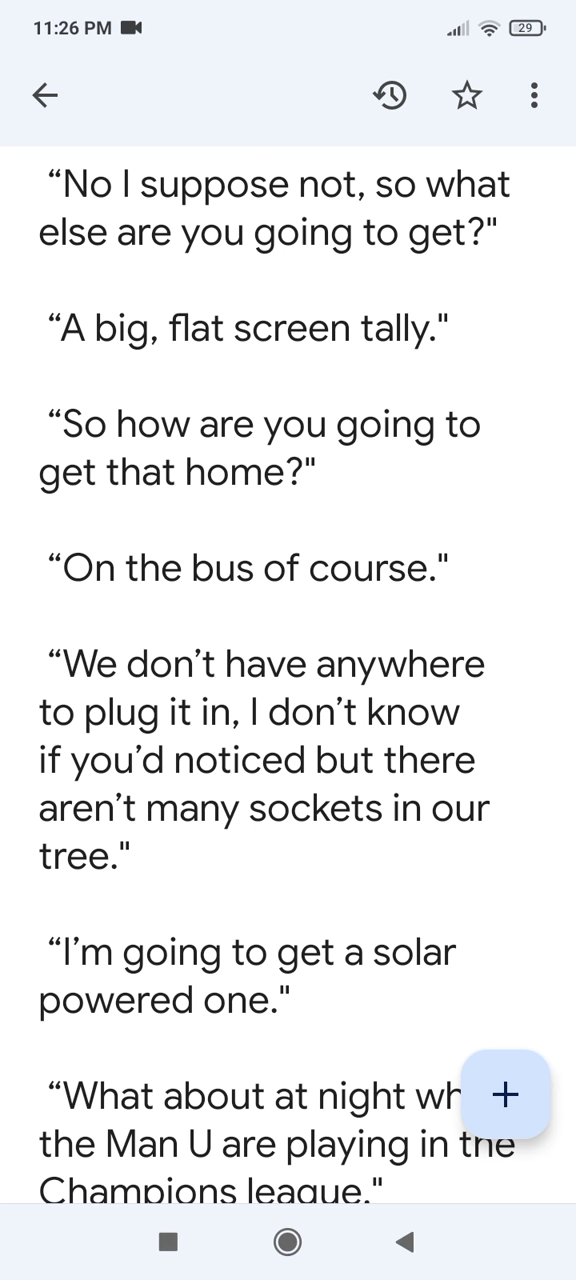 11:26 PM
29
“No I suppose not, so what
else are you going to get?"
“A big, flat screen tally."
“So how are you going to
get that home?"
“On the bus of course."
“We don’t have anywhere
to plug it in, I don’t know
if you’d noticed but there
aren’t many sockets in our
tree."
“I’m going to get a solar
powered one."
“What about at night
the Man U are playing in the
Champions league."